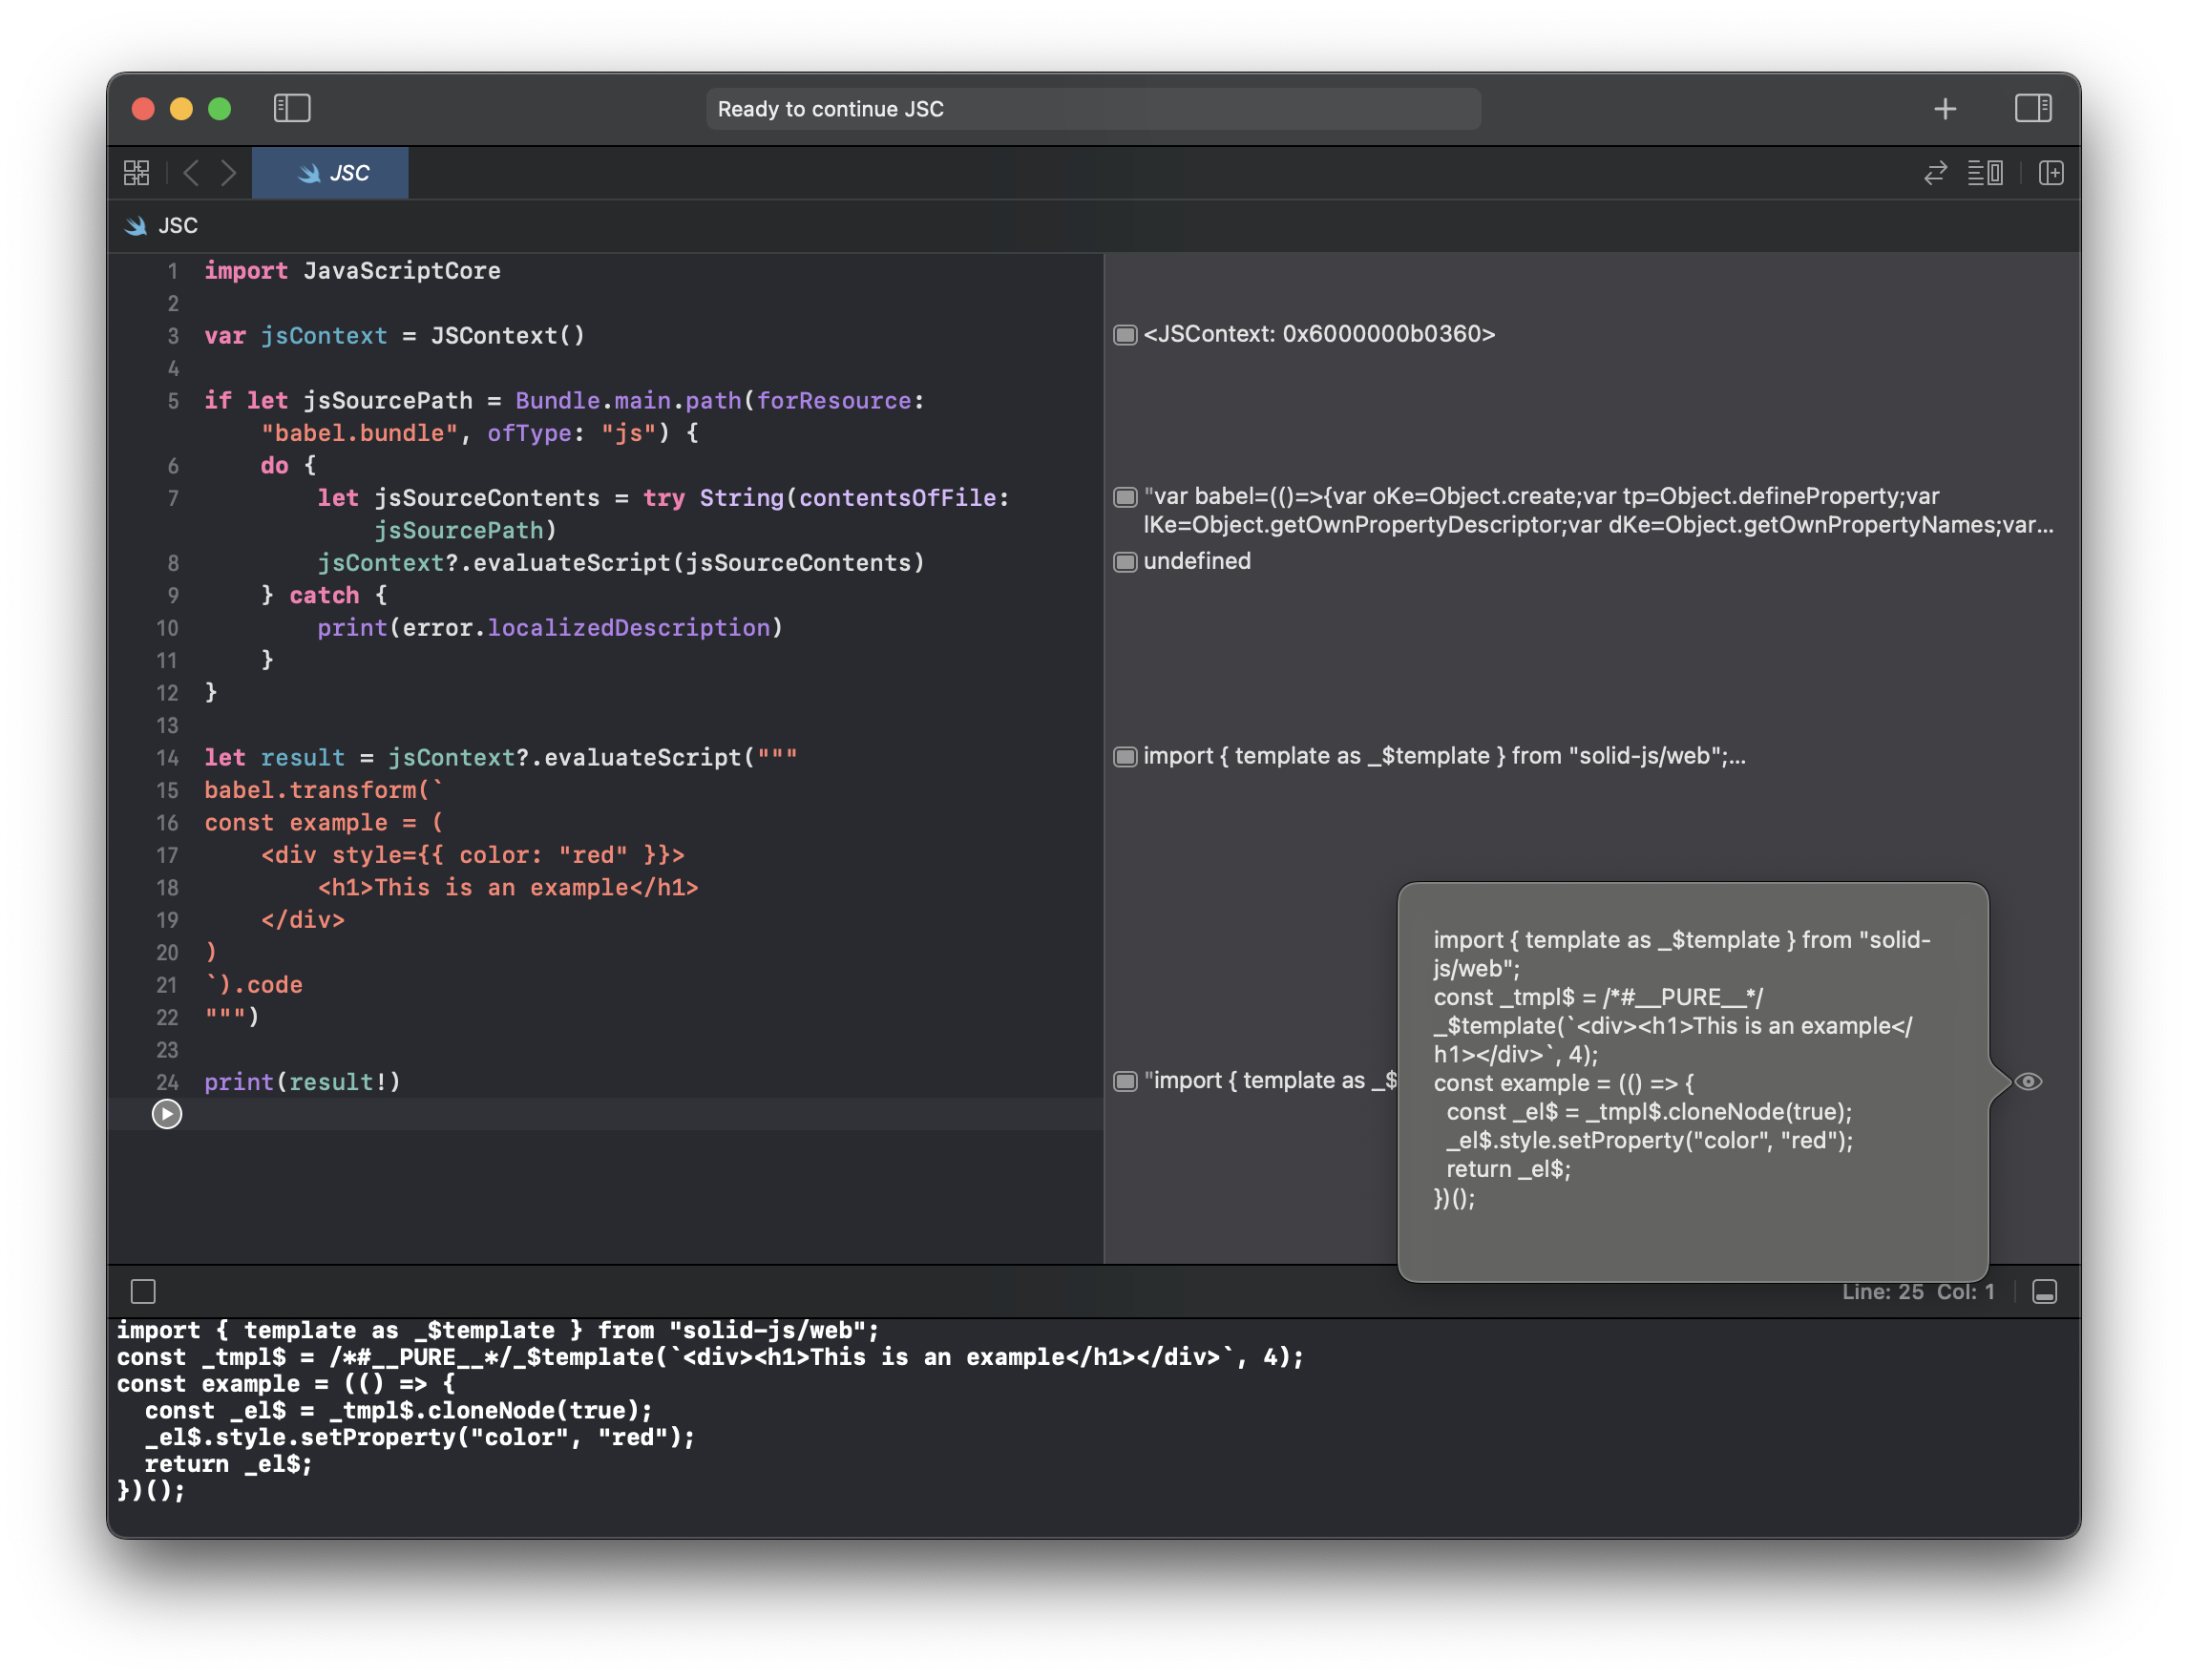 Ready to continue JSC
JSC
JSC
1 import JavaScriptCore
2
3 var jsContext = JSContext()
4
5 if let jsSourcePath = Bundle.main.path(forResource:
"babel.bundle", ofType: "js") {
6 do {
7 let jsSourceContents = try String(contentsOfFile:
jsSourcePath)
8 jsContext?.evaluateScript(jsSourceContents)
9 } catch {
10 print(error.localizedDescription)
11 }
12 }
13
14 let result = jsContext?.evaluateScript("""
15 babel.transform(`
16 const example = (
17 <div style={{ color: "red" }}>
18 <h1>This is an example</h1>
19 </div>
20 )
21 `).code
22 """)
23
24 print(result!)
<JSContext: 0x6000000b0360>
"var babel=(()=>{var oKe=Object.create;var tp=Object.defineProperty;var
lKe=Object.getOwnPropertyDescriptor;var dKe=Object.getOwnPropertyNames;var...
undefined
import { template as _$template } from "solid-js/web";...
"import { template as _$
import { template as _$template } from "solid-
js/web";
const _tmpl$ = /*#__PURE__*/
_$template(`<div><h1>This is an example</
h1></div>`, 4);
const example = (() => {
const _el$ = _tmpl$.cloneNode(true);
_el$.style.setProperty("color", "red");
return _el$;
})();
Line: 25 Col: 1
import { template as _$template } from "solid-js/web";
const _tmpl$ = /*#__PURE__*/_$template(`<div><h1>This is an example</h1></div>`, 4);
const example = (() => {
const _el$ = _tmpl$.cloneNode(true);
_el$.style.setProperty("color", "red");
return _el$;
})();